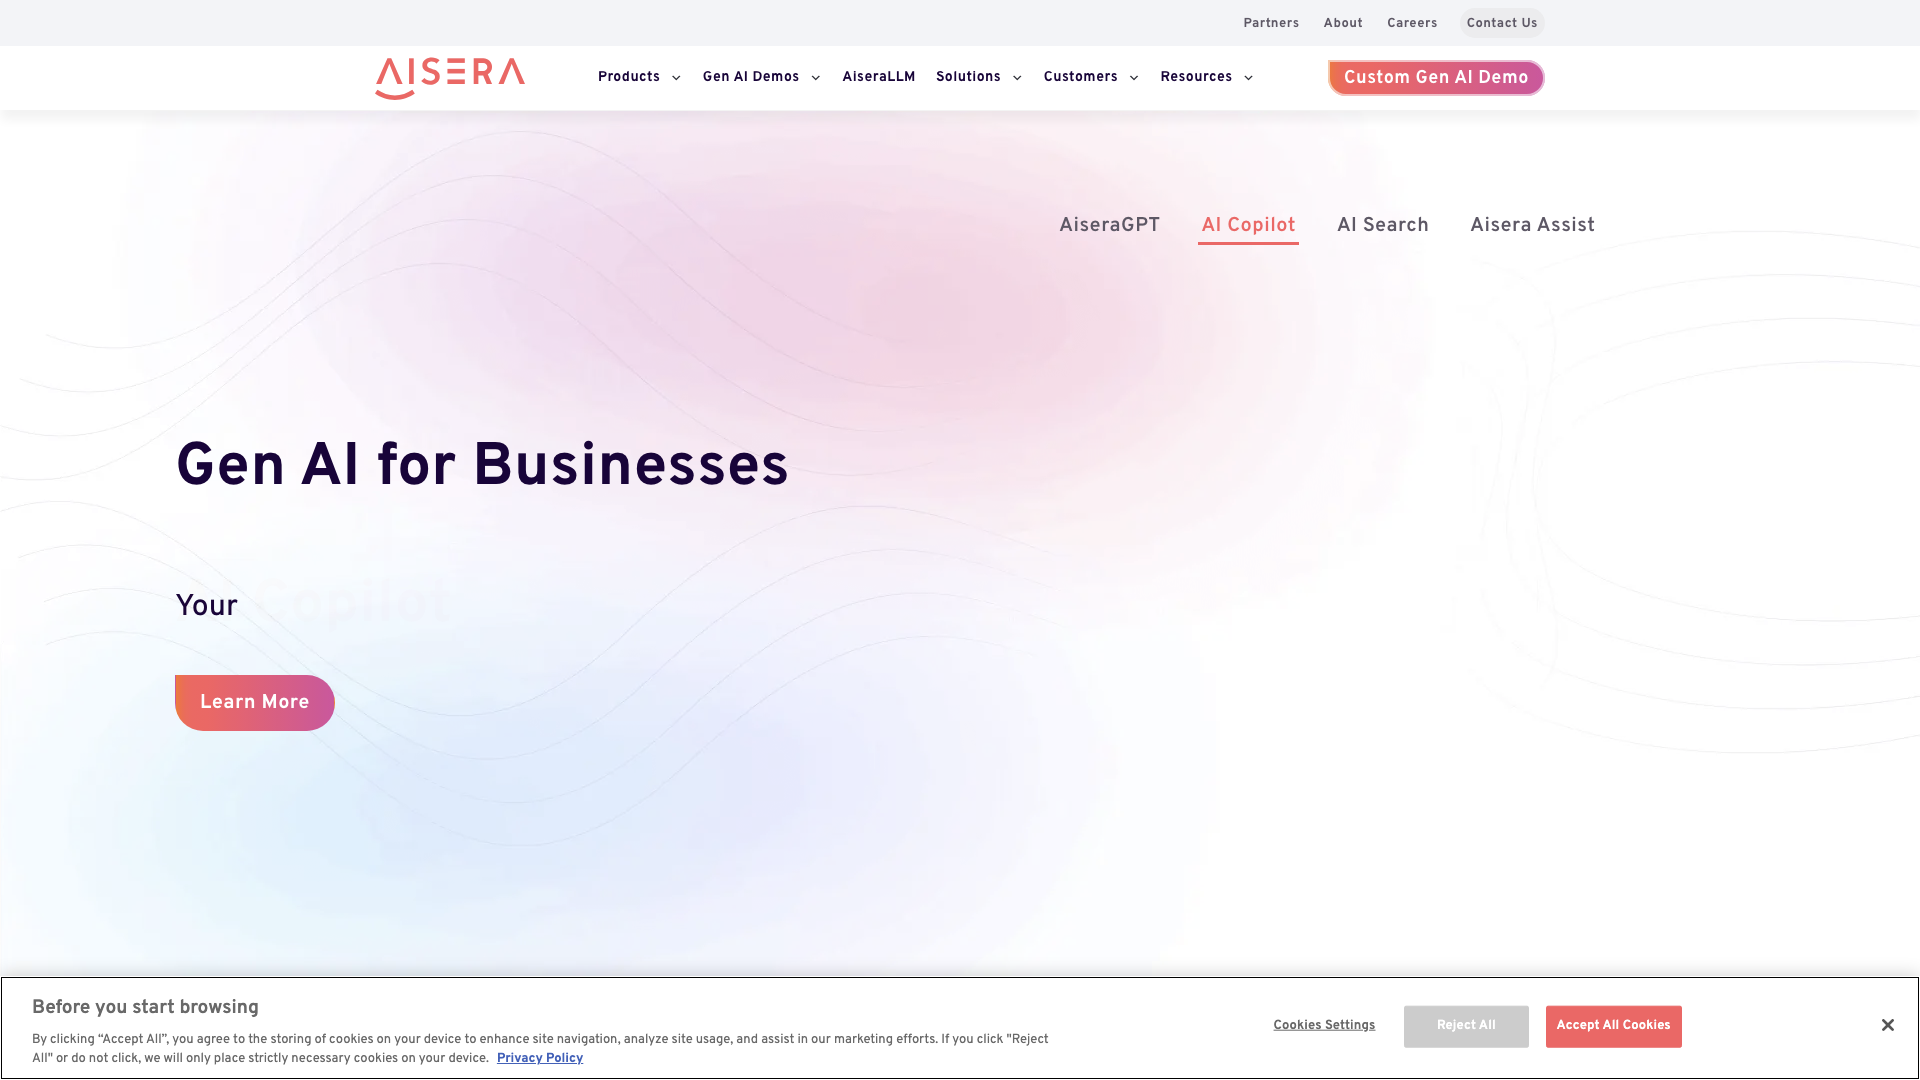 Partners About Careers Contact Us
AISERA
Products Gen AI Demos AiseraLLM Solutions Customers Resources Custom Gen AI Demo
AiseraGPT AI Copilot AI Search Aisera Assist
Gen AI for Businesses
Your Copilot
Learn More
Before you start browsing
By clicking “Accept All”, you agree to the storing of cookies on your device to enhance site navigation, analyze site usage, and assist in our marketing efforts. If you click "Reject
All" or do not click, we will only place strictly necessary cookies on your device. Privacy Policy
Cookies Settings Reject All Accept All Cookies